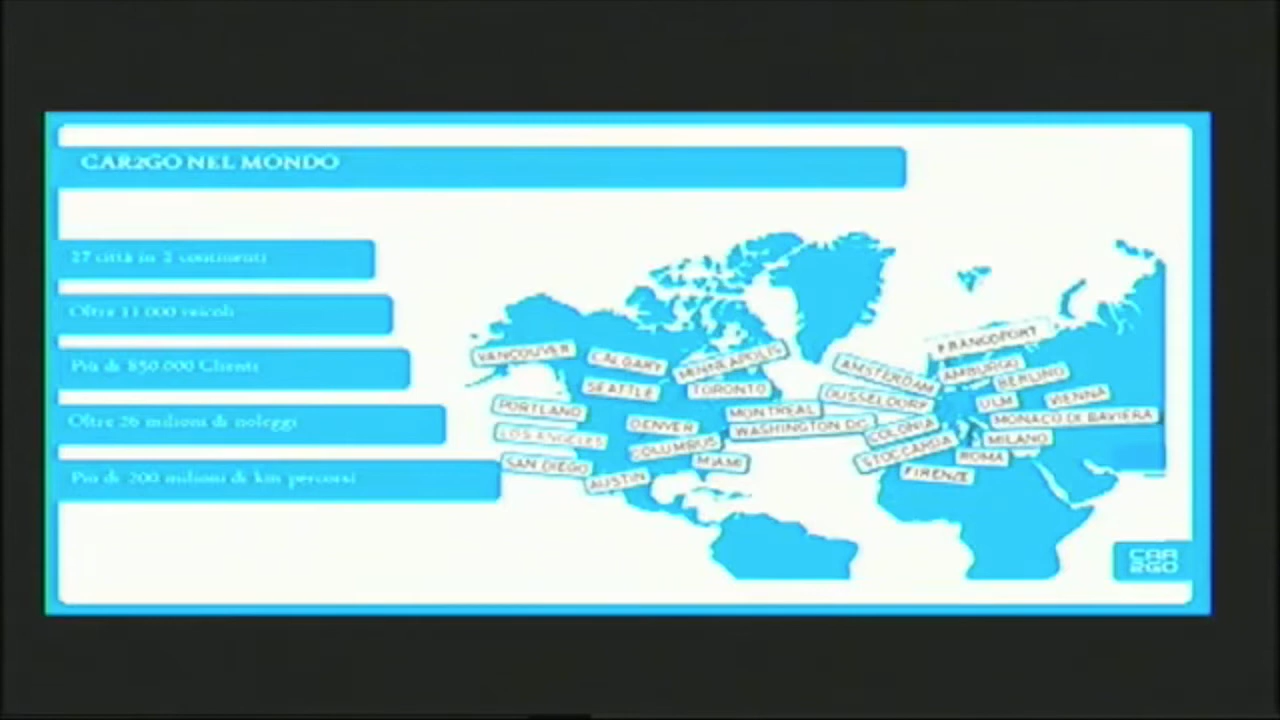 CAR2GO NEL MONDO
27 città in 2 continenti
Oltre 11.000 veicoli
Più di 850.000 Clienti
Oltre 26 milioni di noleggi
Più di 200 milioni di km percorsi
VANCOUVER
CALGARY
MINNEAPOLIS
SEATTLE
TORONTO
PORTLAND
MONTREAL
LOS ANGELES
DENVER
WASHINGTON DC
COLUMBUS
SAN DIEGO
MIAMI
AUSTIN
FRANCOFORT
AMSTERDAM
AMBURGO
BERLINO
DUSSELDORF
ULM
VIENNA
MONACO DI BAVIERA
COLONIA
MILANO
STOCCARDA
ROMA
FIRENZE
CAR
2GO